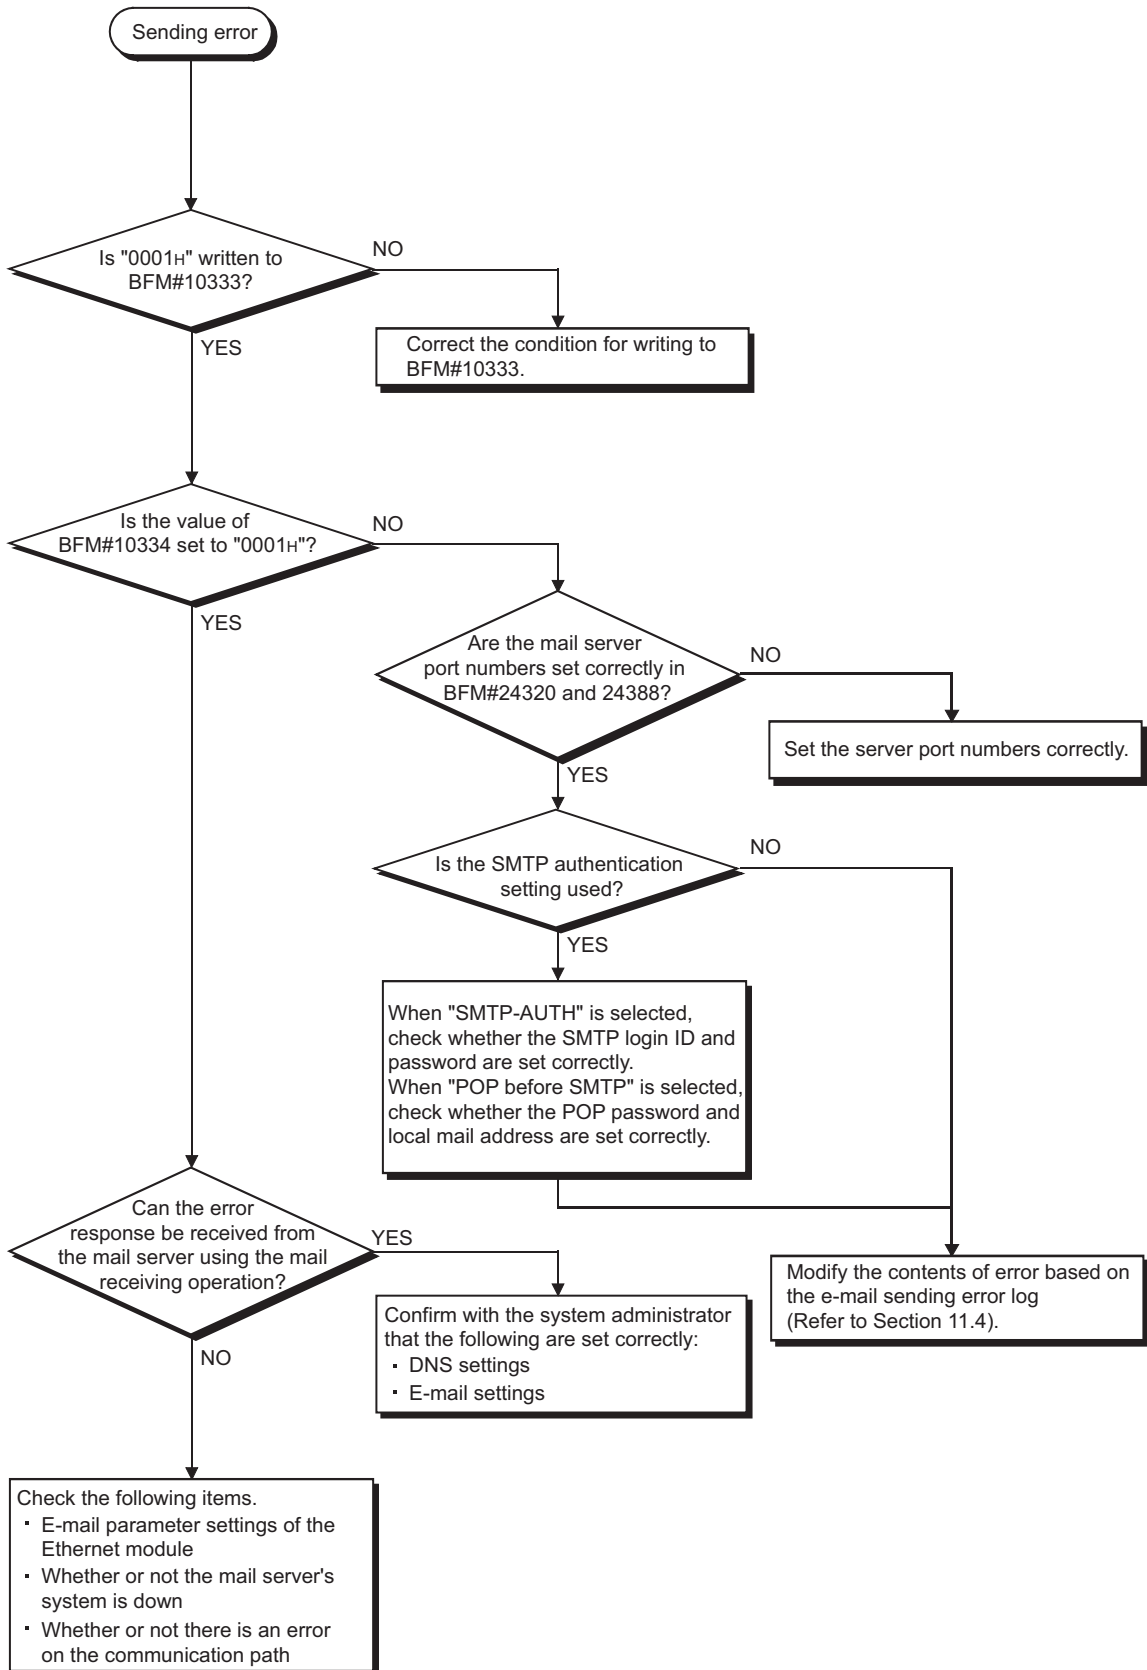 Sending error
Is "0001H" written to
BFM#10333?
NO
YES
Correct the condition for writing to
BFM#10333.
Is the value of
BFM#10334 set to "0001H"?
NO
YES
Are the mail server
port numbers set correctly in
BFM#24320 and 24388?
NO
YES
Set the server port numbers correctly.
Is the SMTP authentication
setting used?
NO
YES
When "SMTP-AUTH" is selected,
check whether the SMTP login ID and
password are set correctly.
When "POP before SMTP" is selected,
check whether the POP password and
local mail address are set correctly.
Can the error
response be received from
the mail server using the mail
receiving operation?
YES
NO
Modify the contents of error based on
the e-mail sending error log
(Refer to Section 11.4).
Confirm with the system administrator
that the following are set correctly:
· DNS settings
· E-mail settings
Check the following items.
· E-mail parameter settings of the
Ethernet module
· Whether or not the mail server's
system is down
· Whether or not there is an error
on the communication path